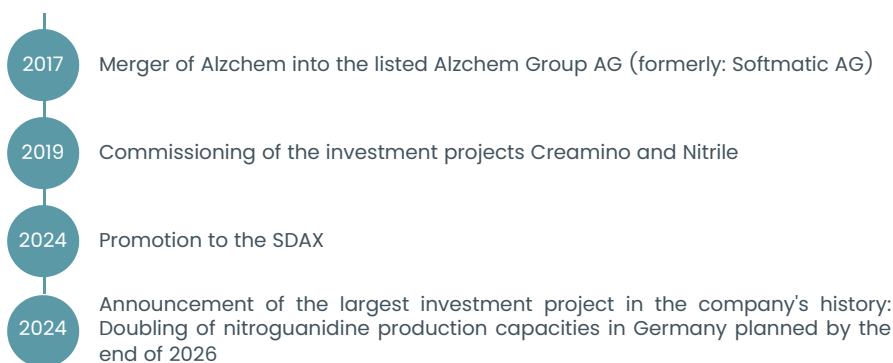 2017 Merger of Alzchem into the listed Alzchem Group AG (formerly: Softmatic AG)
2019 Commissioning of the investment projects Creamino and Nitrile
2024 Promotion to the SDAX
Announcement of the largest investment project in the company's history:
2024 Doubling of nitroguanidine production capacities in Germany planned by the
end of 2026